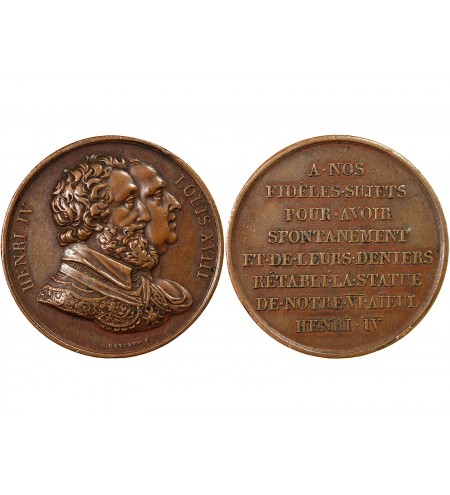 HENRI IV
LOUIS XVIII
A·NOS
FIDELES·SUJETS
POUR·AVOIR
SPONTANEMENT
ET·DE·LEURS·DENIERS
RÉTABLI·LA·STATUE
DE·NOTRE·VI·AIEUL
HENRI·IV